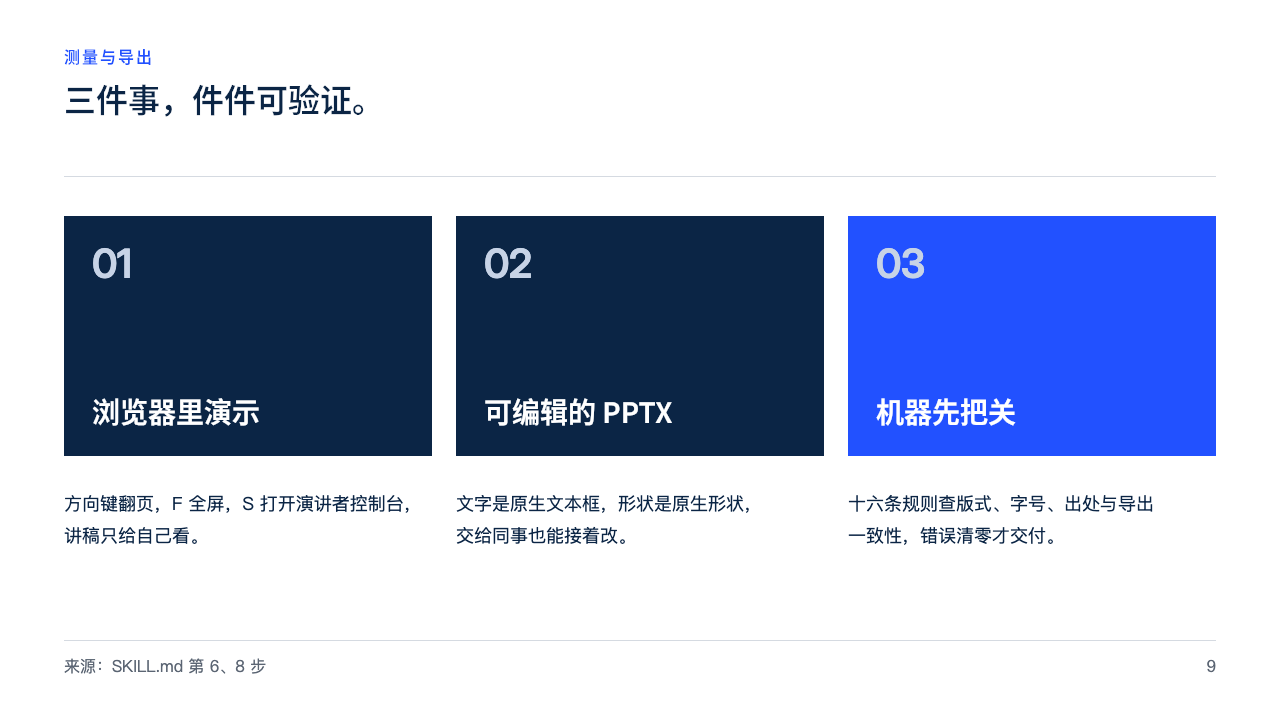 测量与导出
三件事，件件可验证。
01
浏览器里演示
方向键翻页，F 全屏，S 打开演讲者控制台，
讲稿只给自己看。
02
可编辑的 PPTX
文字是原生文本框，形状是原生形状，
交给同事也能接着改。
03
机器先把关
十六条规则查版式、字号、出处与导出
一致性，错误清零才交付。
来源：SKILL.md 第 6、8 步
9